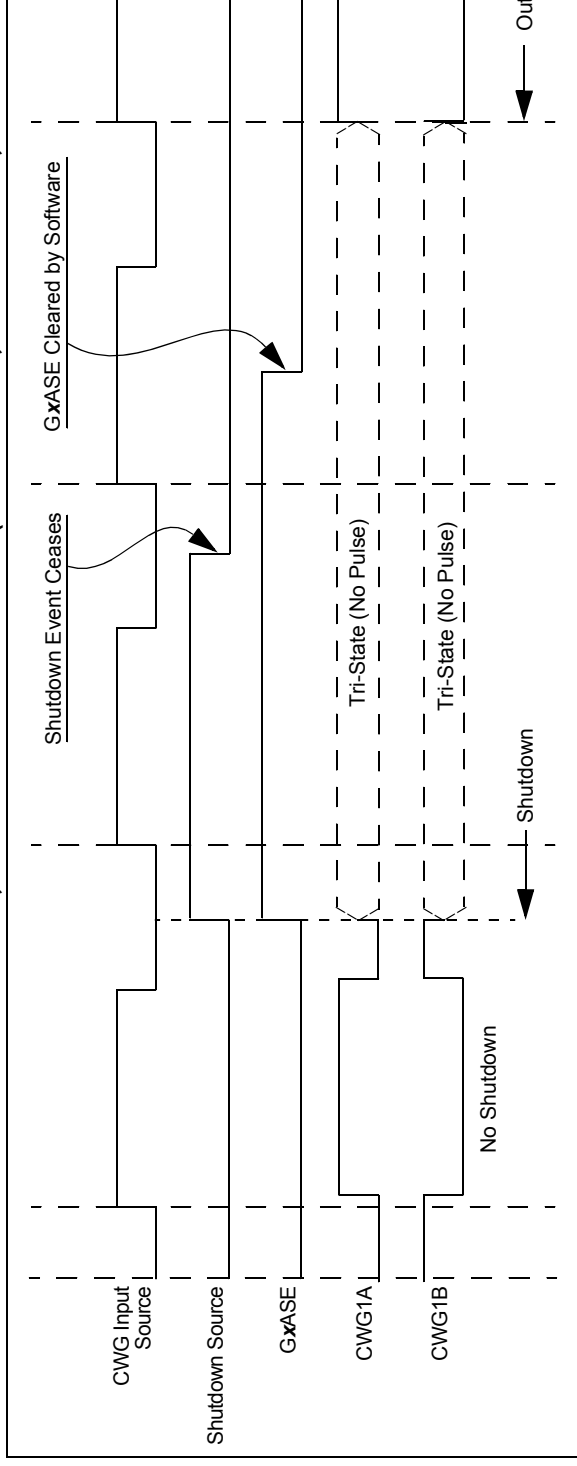 GxASE Cleared by Software
Shutdown Event Ceases
CWG Input
Source
Shutdown Source
GxASE
CWG1A
Tri-State (No Pulse)
CWG1B
Tri-State (No Pulse)
No Shutdown
Shutdown